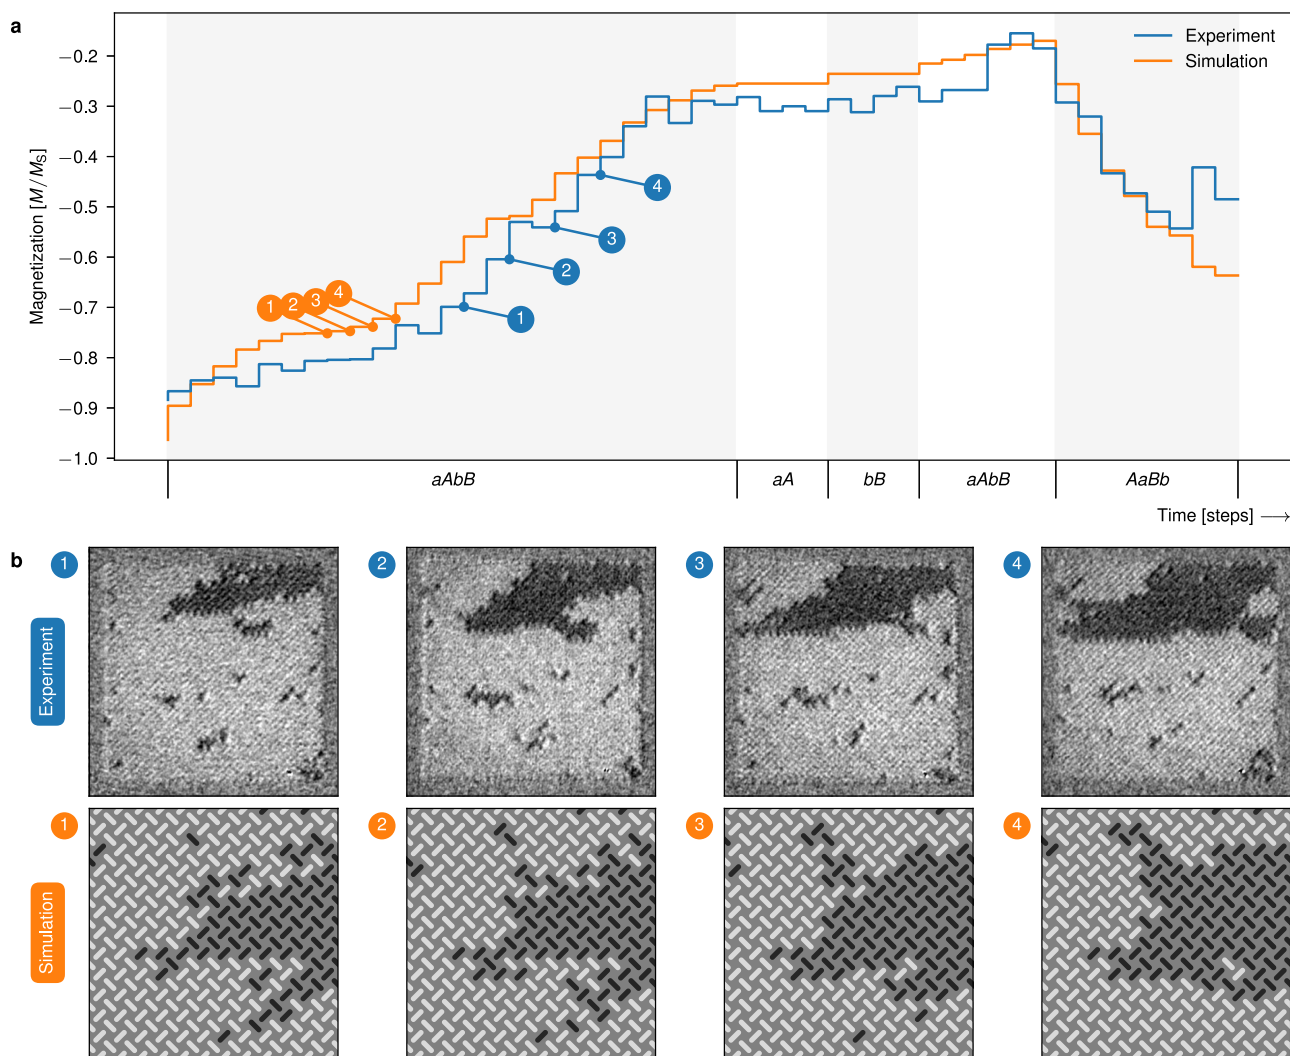 a
Experiment
Simulation
−0.2
−0.3
−0.4
−0.5
−0.6
−0.7
−0.8
−0.9
−1.0
Magnetization [M/MS]
1 2 3 4
4
3
2
1
aAbB aA bB aAbB AaBb
Time [steps] ⟶
b
1 2 3 4
Experiment
1 2 3 4
Simulation